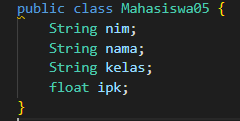 public class Mahasiswa05 {
    String nim;
    String nama;
    String kelas;
    float ipk;
}